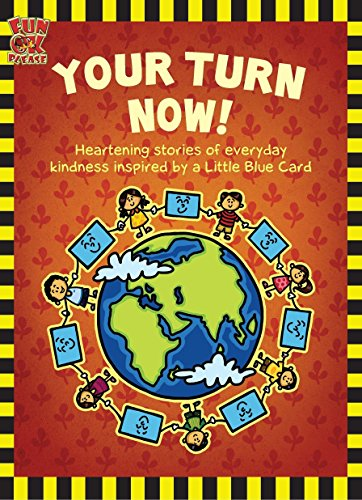 FUN
OK
PLEASE
YOUR TURN
NOW!
Heartening stories of everyday
kindness inspired by a Little Blue Card